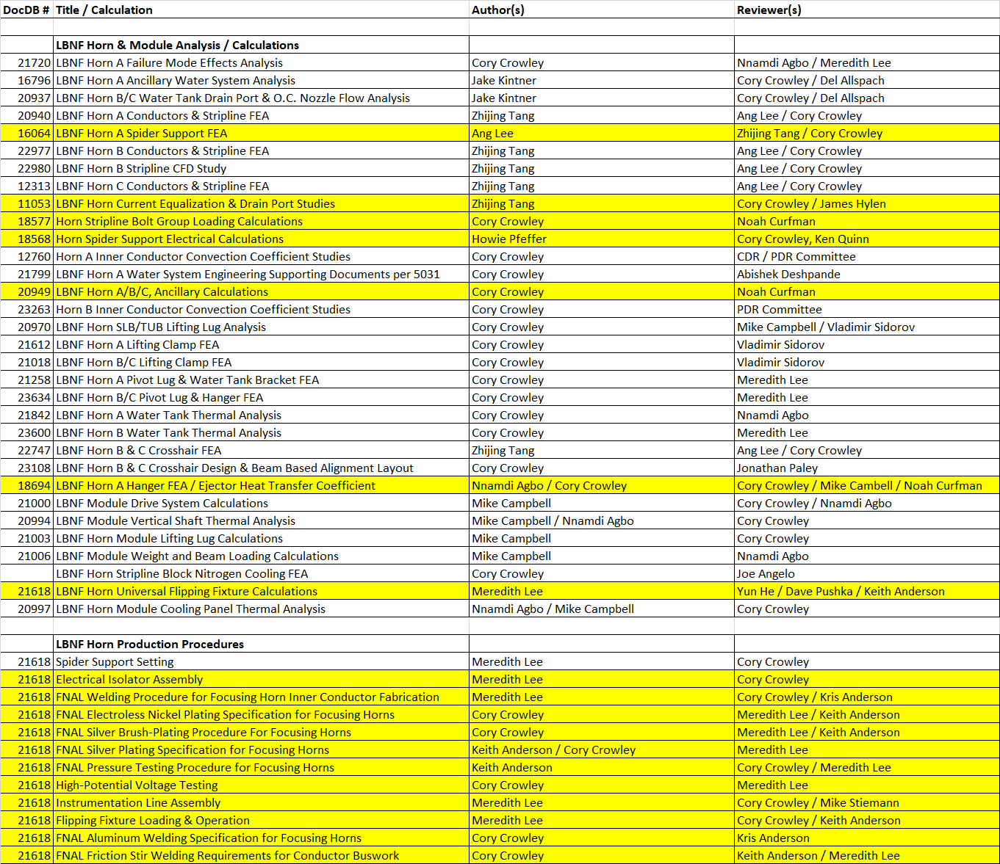 DocDB # Title / Calculation Author(s) Reviewer(s)
LBNF Horn & Module Analysis / Calculations
21720 LBNF Horn A Failure Mode Effects Analysis Cory Crowley Nnamdi Agbo / Meredith Lee
16796 LBNF Horn A Ancillary Water System Analysis Jake Kintner Cory Crowley / Del Allspach
20937 LBNF Horn B/C Water Tank Drain Port & O.C. Nozzle Flow Analysis Jake Kintner Cory Crowley / Del Allspach
20940 LBNF Horn A Conductors & Stripline FEA Zhijing Tang Ang Lee / Cory Crowley
16064 LBNF Horn A Spider Support FEA Ang Lee Zhijing Tang / Cory Crowley
22977 LBNF Horn B Conductors & Stripline FEA Zhijing Tang Ang Lee / Cory Crowley
22980 LBNF Horn B Stripline CFD Study Zhijing Tang Ang Lee / Cory Crowley
12313 LBNF Horn C Conductors & Stripline FEA Zhijing Tang Ang Lee / Cory Crowley
11053 LBNF Horn Current Equalization & Drain Port Studies Zhijing Tang Cory Crowley / James Hylen
18577 Horn Stripline Bolt Group Loading Calculations Cory Crowley Noah Curfman
18568 Horn Spider Support Electrical Calculations Howie Pfeffer Cory Crowley, Ken Quinn
12760 Horn A Inner Conductor Convection Coefficient Studies Cory Crowley CDR / PDR Committee
21799 LBNF Horn A Water System Engineering Supporting Documents per 5031 Cory Crowley Abishek Deshpande
20949 LBNF Horn A/B/C, Ancillary Calculations Cory Crowley Noah Curfman
23263 Horn B Inner Conductor Convection Coefficient Studies Cory Crowley PDR Committee
20970 LBNF Horn SLB/TUB Lifting Lug Analysis Cory Crowley Mike Campbell / Vladimir Sidorov
21612 LBNF Horn A Lifting Clamp FEA Cory Crowley Vladimir Sidorov
21018 LBNF Horn B/C Lifting Clamp FEA Cory Crowley Vladimir Sidorov
21258 LBNF Horn A Pivot Lug & Water Tank Bracket FEA Cory Crowley Meredith Lee
23634 LBNF Horn B/C Pivot Lug & Hanger FEA Cory Crowley Meredith Lee
21842 LBNF Horn A Water Tank Thermal Analysis Cory Crowley Nnamdi Agbo
23600 LBNF Horn B Water Tank Thermal Analysis Cory Crowley Meredith Lee
22747 LBNF Horn B & C Crosshair FEA Zhijing Tang Ang Lee / Cory Crowley
23108 LBNF Horn B & C Crosshair Design & Beam Based Alignment Layout Cory Crowley Jonathan Paley
18694 LBNF Horn A Hanger FEA / Ejector Heat Transfer Coefficient Nnamdi Agbo / Cory Crowley Cory Crowley / Mike Cambell / Noah Curfman
21000 LBNF Module Drive System Calculations Mike Campbell Cory Crowley / Nnamdi Agbo
20994 LBNF Module Vertical Shaft Thermal Analysis Mike Campbell / Nnamdi Agbo Cory Crowley
21003 LBNF Horn Module Lifting Lug Calculations Mike Campbell Cory Crowley
21006 LBNF Module Weight and Beam Loading Calculations Mike Campbell Nnamdi Agbo
LBNF Horn Stripline Block Nitrogen Cooling FEA Cory Crowley Joe Angelo
21618 LBNF Horn Universal Flipping Fixture Calculations Meredith Lee Yun He / Dave Pushka / Keith Anderson
20997 LBNF Horn Module Cooling Panel Thermal Analysis Nnamdi Agbo / Mike Campbell Cory Crowley
LBNF Horn Production Procedures
21618 Spider Support Setting Meredith Lee Cory Crowley
21618 Electrical Isolator Assembly Meredith Lee Cory Crowley
21618 FNAL Welding Procedure for Focusing Horn Inner Conductor Fabrication Meredith Lee Cory Crowley / Kris Anderson
21618 FNAL Electroless Nickel Plating Specification for Focusing Horns Cory Crowley Meredith Lee / Keith Anderson
21618 FNAL Silver Brush-Plating Procedure For Focusing Horns Cory Crowley Meredith Lee / Keith Anderson
21618 FNAL Silver Plating Specification for Focusing Horns Keith Anderson / Cory Crowley Meredith Lee
21618 FNAL Pressure Testing Procedure for Focusing Horns Keith Anderson Cory Crowley / Meredith Lee
21618 High-Potential Voltage Testing Cory Crowley Meredith Lee
21618 Instrumentation Line Assembly Meredith Lee Cory Crowley / Mike Stiemann
21618 Flipping Fixture Loading & Operation Meredith Lee Cory Crowley / Keith Anderson
21618 FNAL Aluminum Welding Specification for Focusing Horns Cory Crowley Kris Anderson
21618 FNAL Friction Stir Welding Requirements for Conductor Buswork Cory Crowley Keith Anderson / Meredith Lee